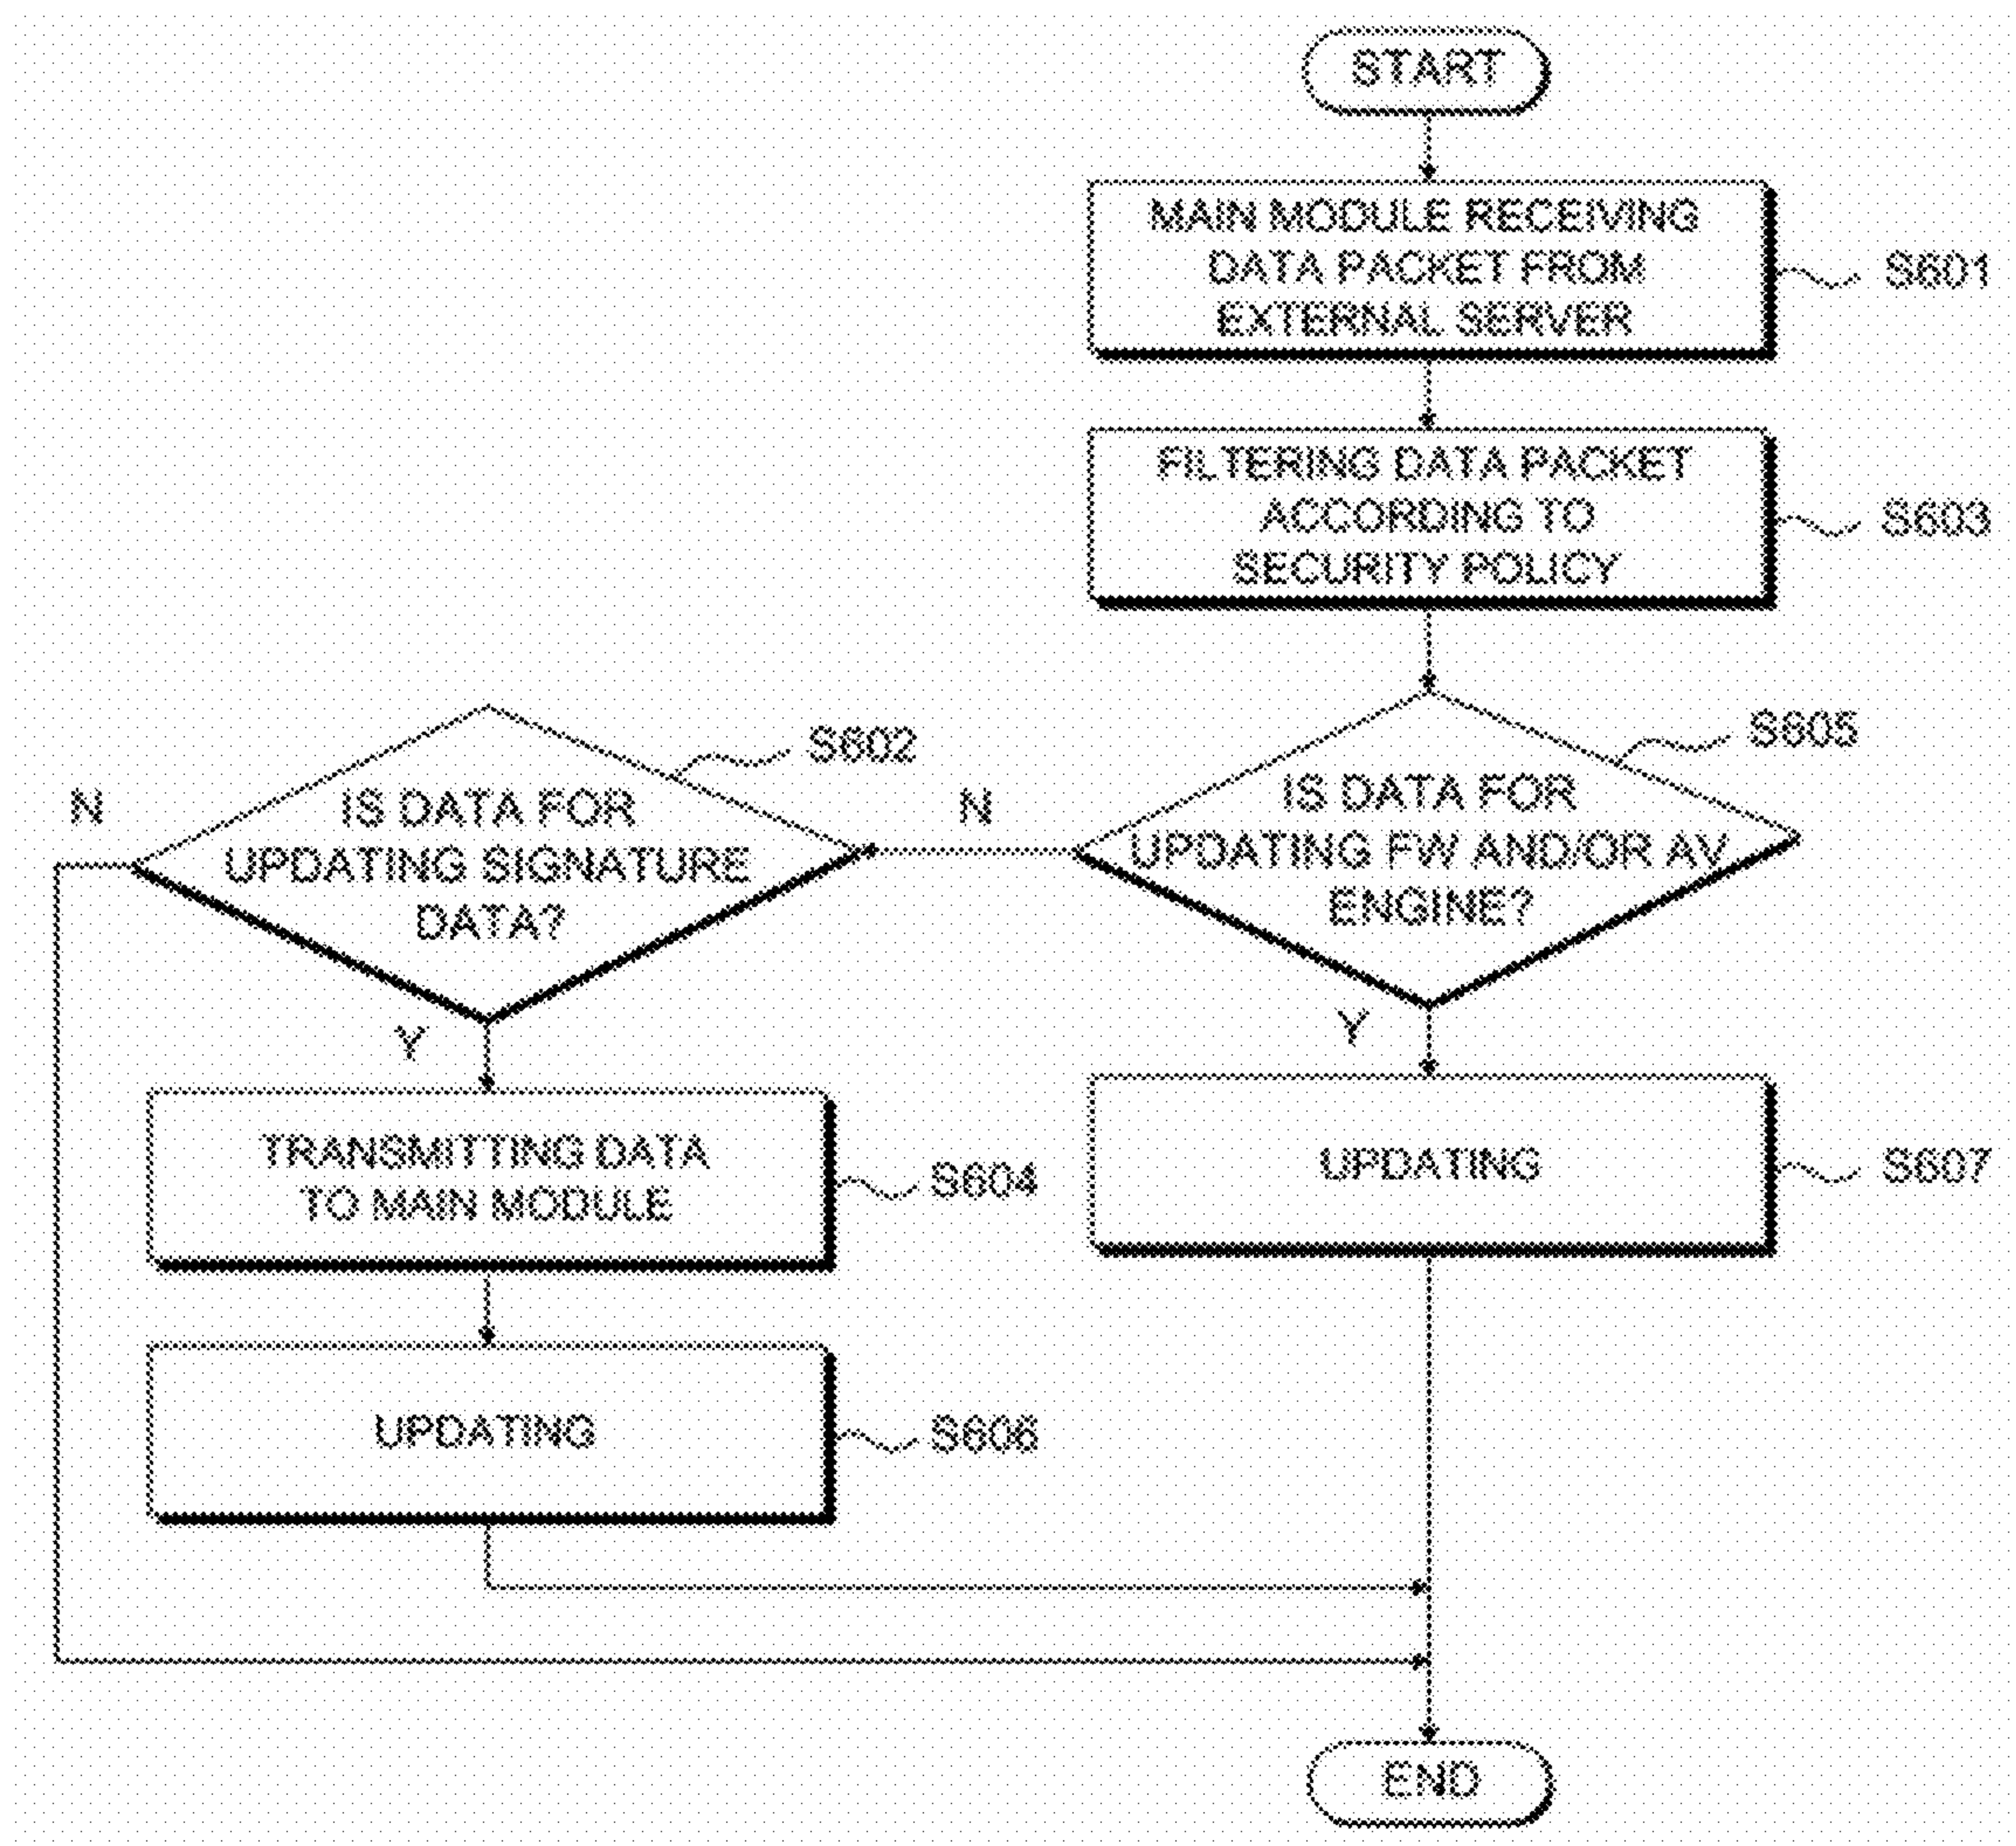 START
MAIN MODULE RECEIVING
DATA PACKET FROM
EXTERNAL SERVER
S601
FILTERING DATA PACKET
ACCORDING TO
SECURITY POLICY
S603
S605
IS DATA FOR
UPDATING FW AND/OR AV
ENGINE?
N
Y
S602
IS DATA FOR
UPDATING SIGNATURE
DATA?
N
Y
TRANSMITTING DATA
TO MAIN MODULE
S604
UPDATING
S607
UPDATING
S606
END